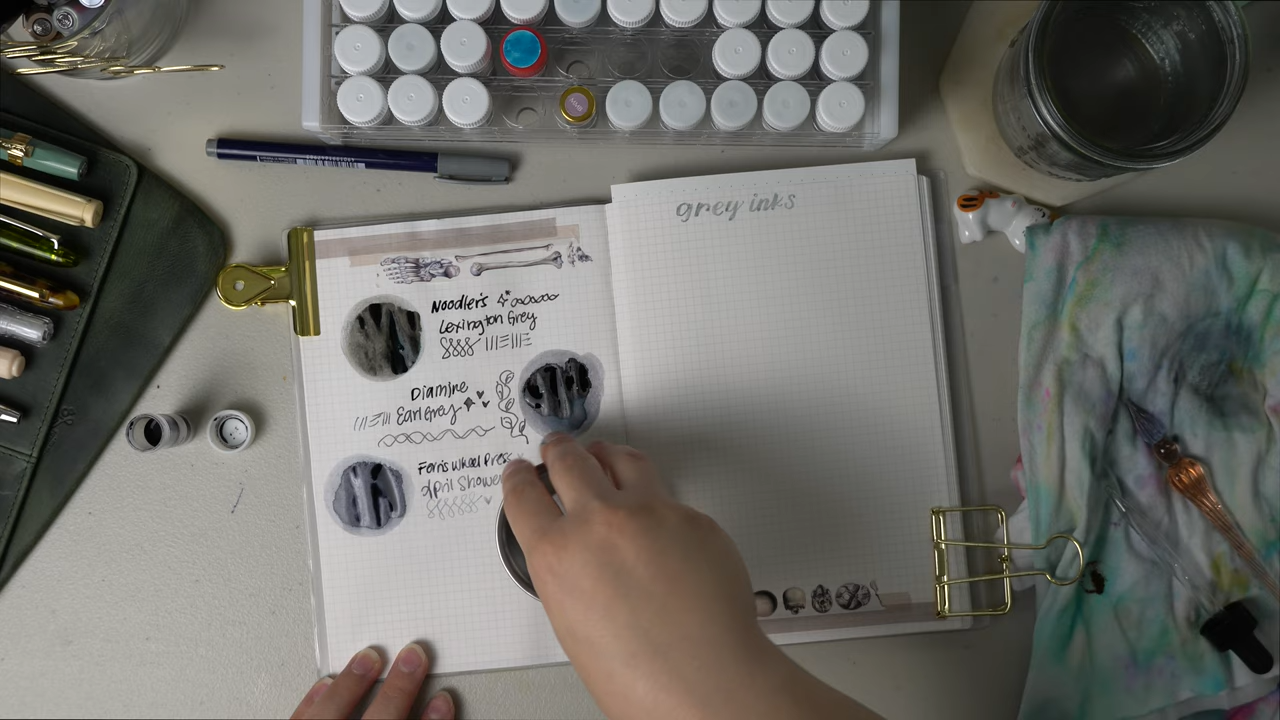 grey inks
Noodler's
Lexington Grey
Diamine
Earl Grey
Ferris Wheel Press
April Shower